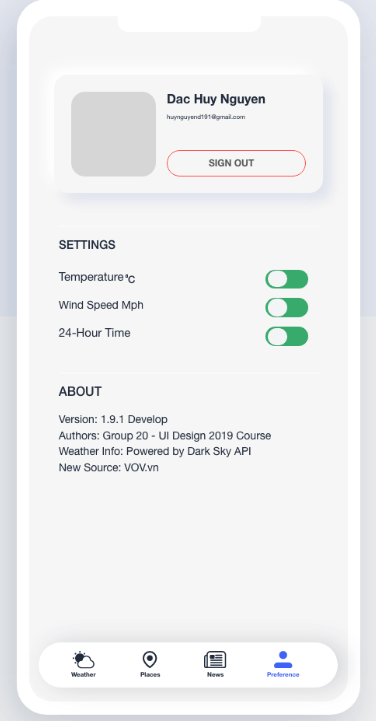 Dac Huy Nguyen
huynguyend191@gmail.com
SIGN OUT
SETTINGS
Temperature °C
Wind Speed Mph
24-Hour Time
ABOUT
Version: 1.9.1 Develop
Authors: Group 20 - UI Design 2019 Course
Weather Info: Powered by Dark Sky API
New Source: VOV.vn
Weather Places News Preference